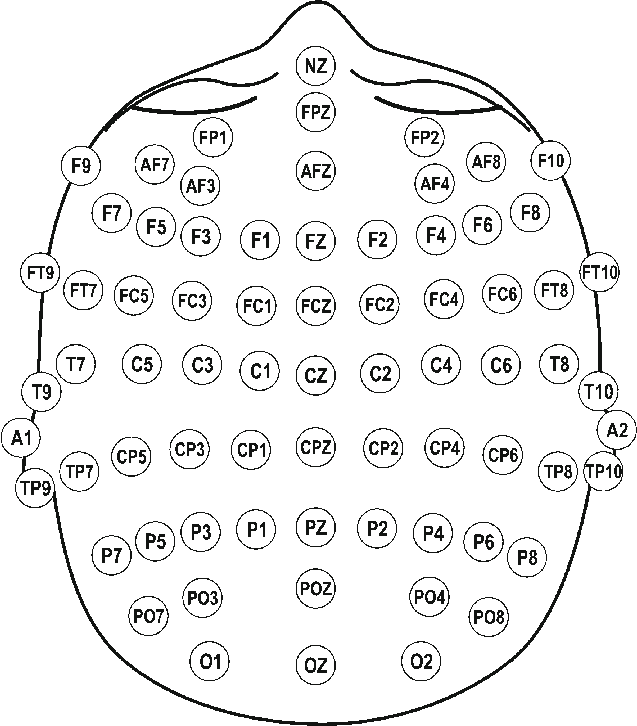 NZ
FPZ
FP1 FP2
F9 AF7 AFZ AF8 F10
AF3 AF4
F7 F5 F3 F1 FZ F2 F4 F6 F8
FT9 FT7 FC5 FC3 FC1 FCZ FC2 FC4 FC6 FT8 FT10
T7 C5 C3 C1 CZ C2 C4 C6 T8
T9 T10
A1 A2
TP9 TP7 CP5 CP3 CP1 CPZ CP2 CP4 CP6 TP8 TP10
P7 P5 P3 P1 PZ P2 P4 P6 P8
PO7 PO3 POZ PO4 PO8
O1 OZ O2